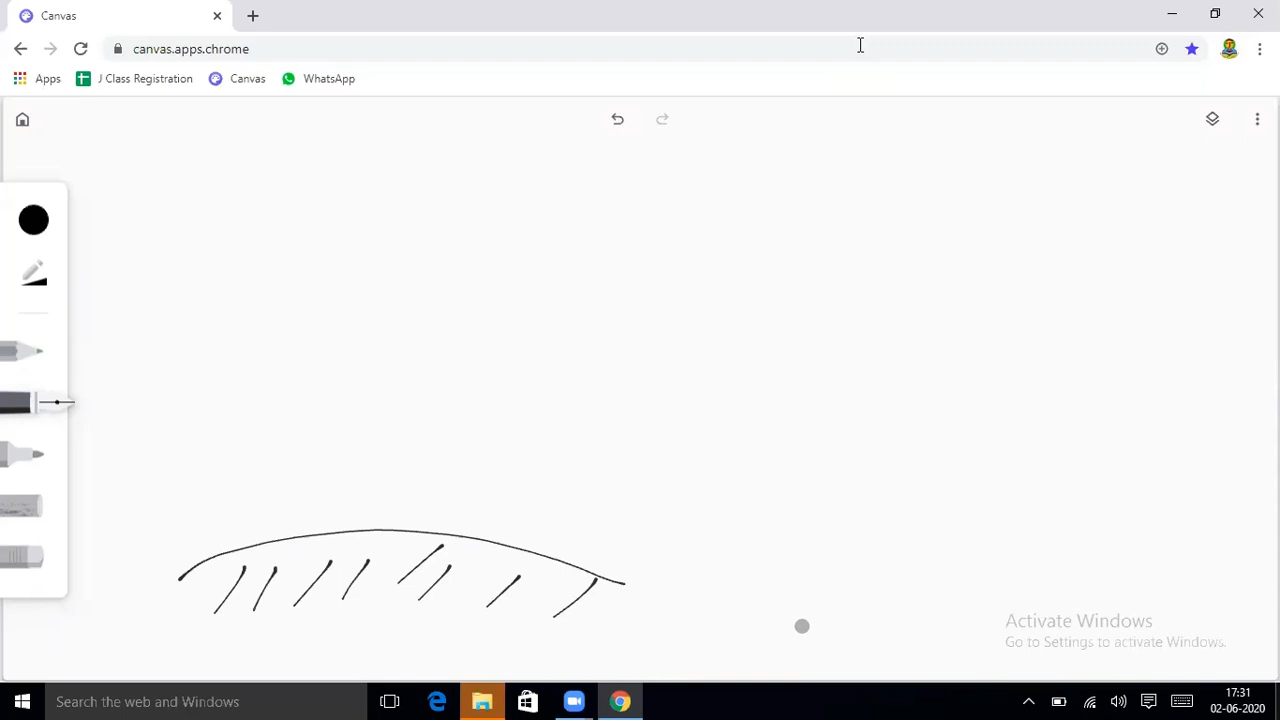 Canvas
canvas.apps.chrome
Apps
J Class Registration
Canvas
WhatsApp
Activate Windows
Go to Settings to activate Windows.
Search the web and Windows
17:31
02-06-2020